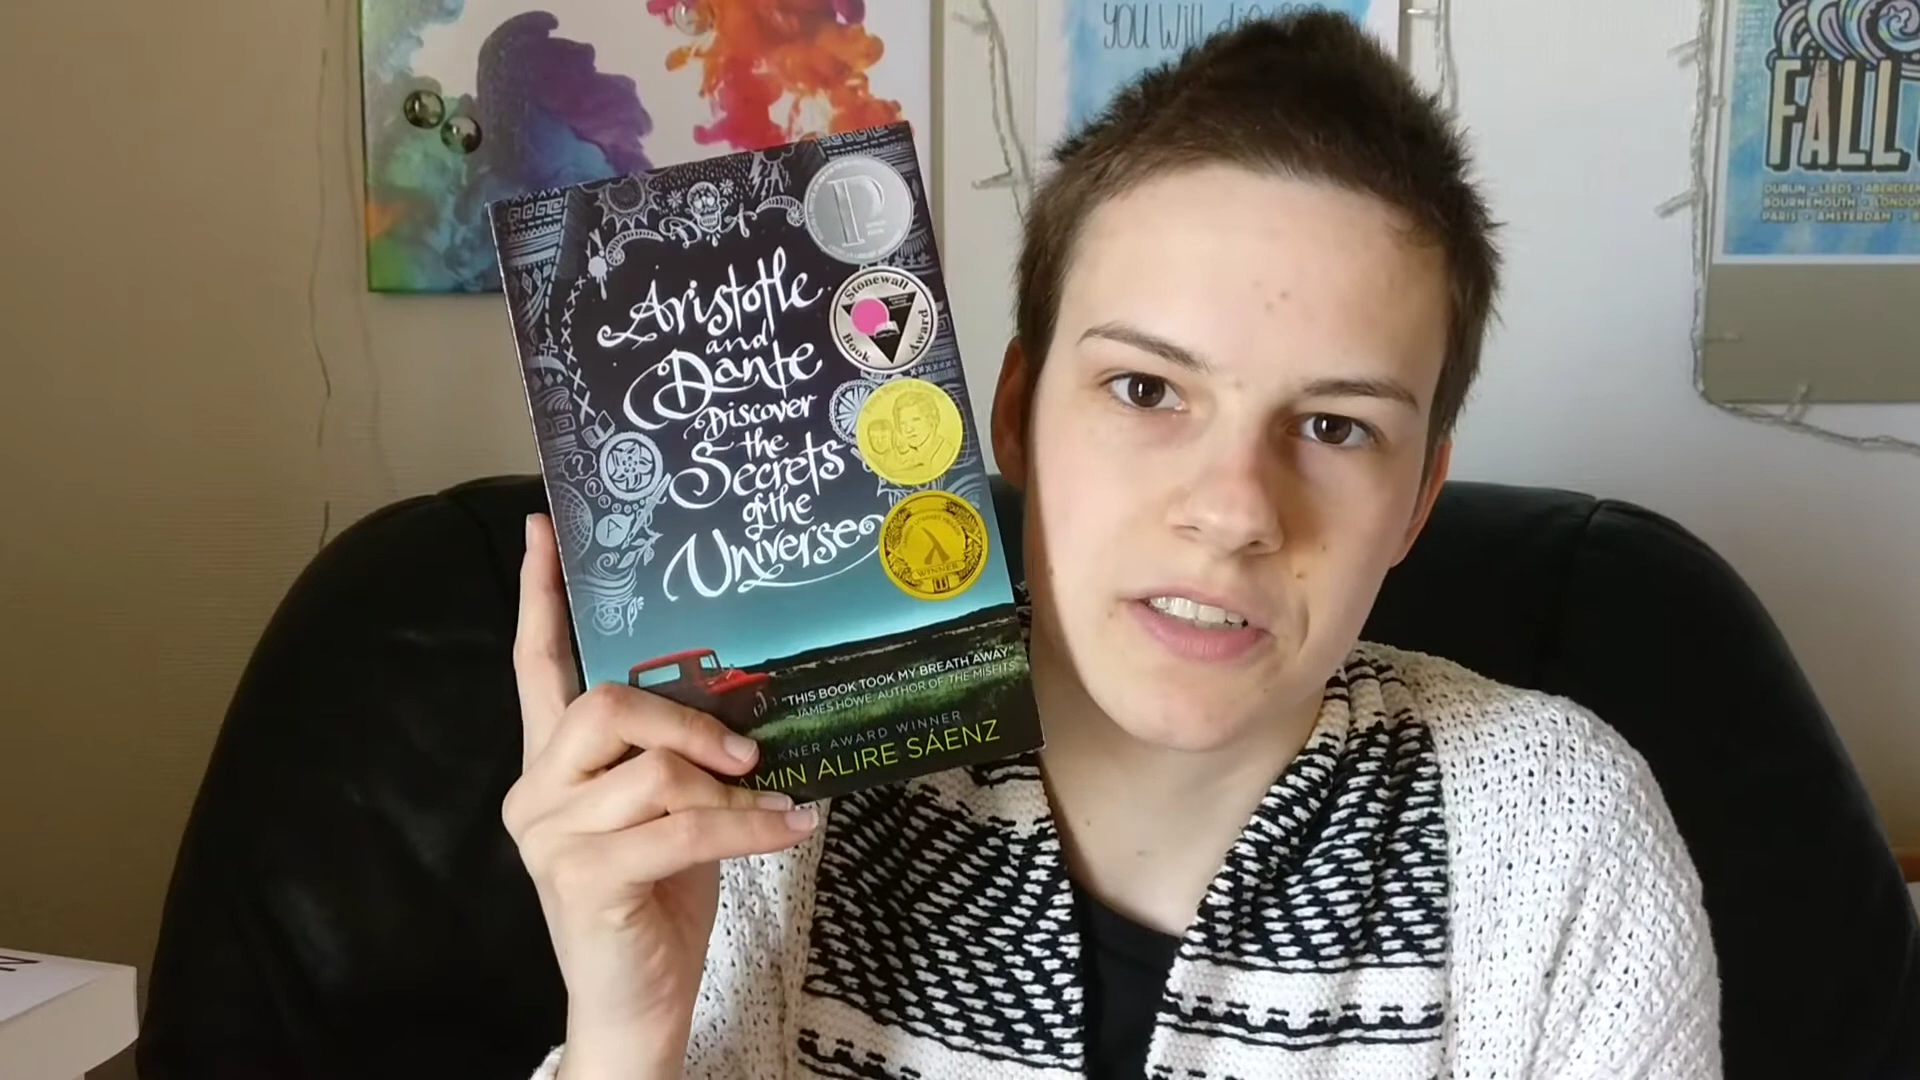 YOU WILL
FALL
DUBLIN • LEEDS • ABERDEEN
BOURNEMOUTH • LONDON
PARIS • AMSTERDAM • B
P
Aristotle
and
Dante
Discover
the
Secrets
of the
Universe
Stonewall
Book Award
WINNER
"THIS BOOK TOOK MY BREATH AWAY."
—JAMES HOWE, AUTHOR OF THE MISFITS
KNER AWARD WINNER
AMIN ALIRE SÁENZ
N